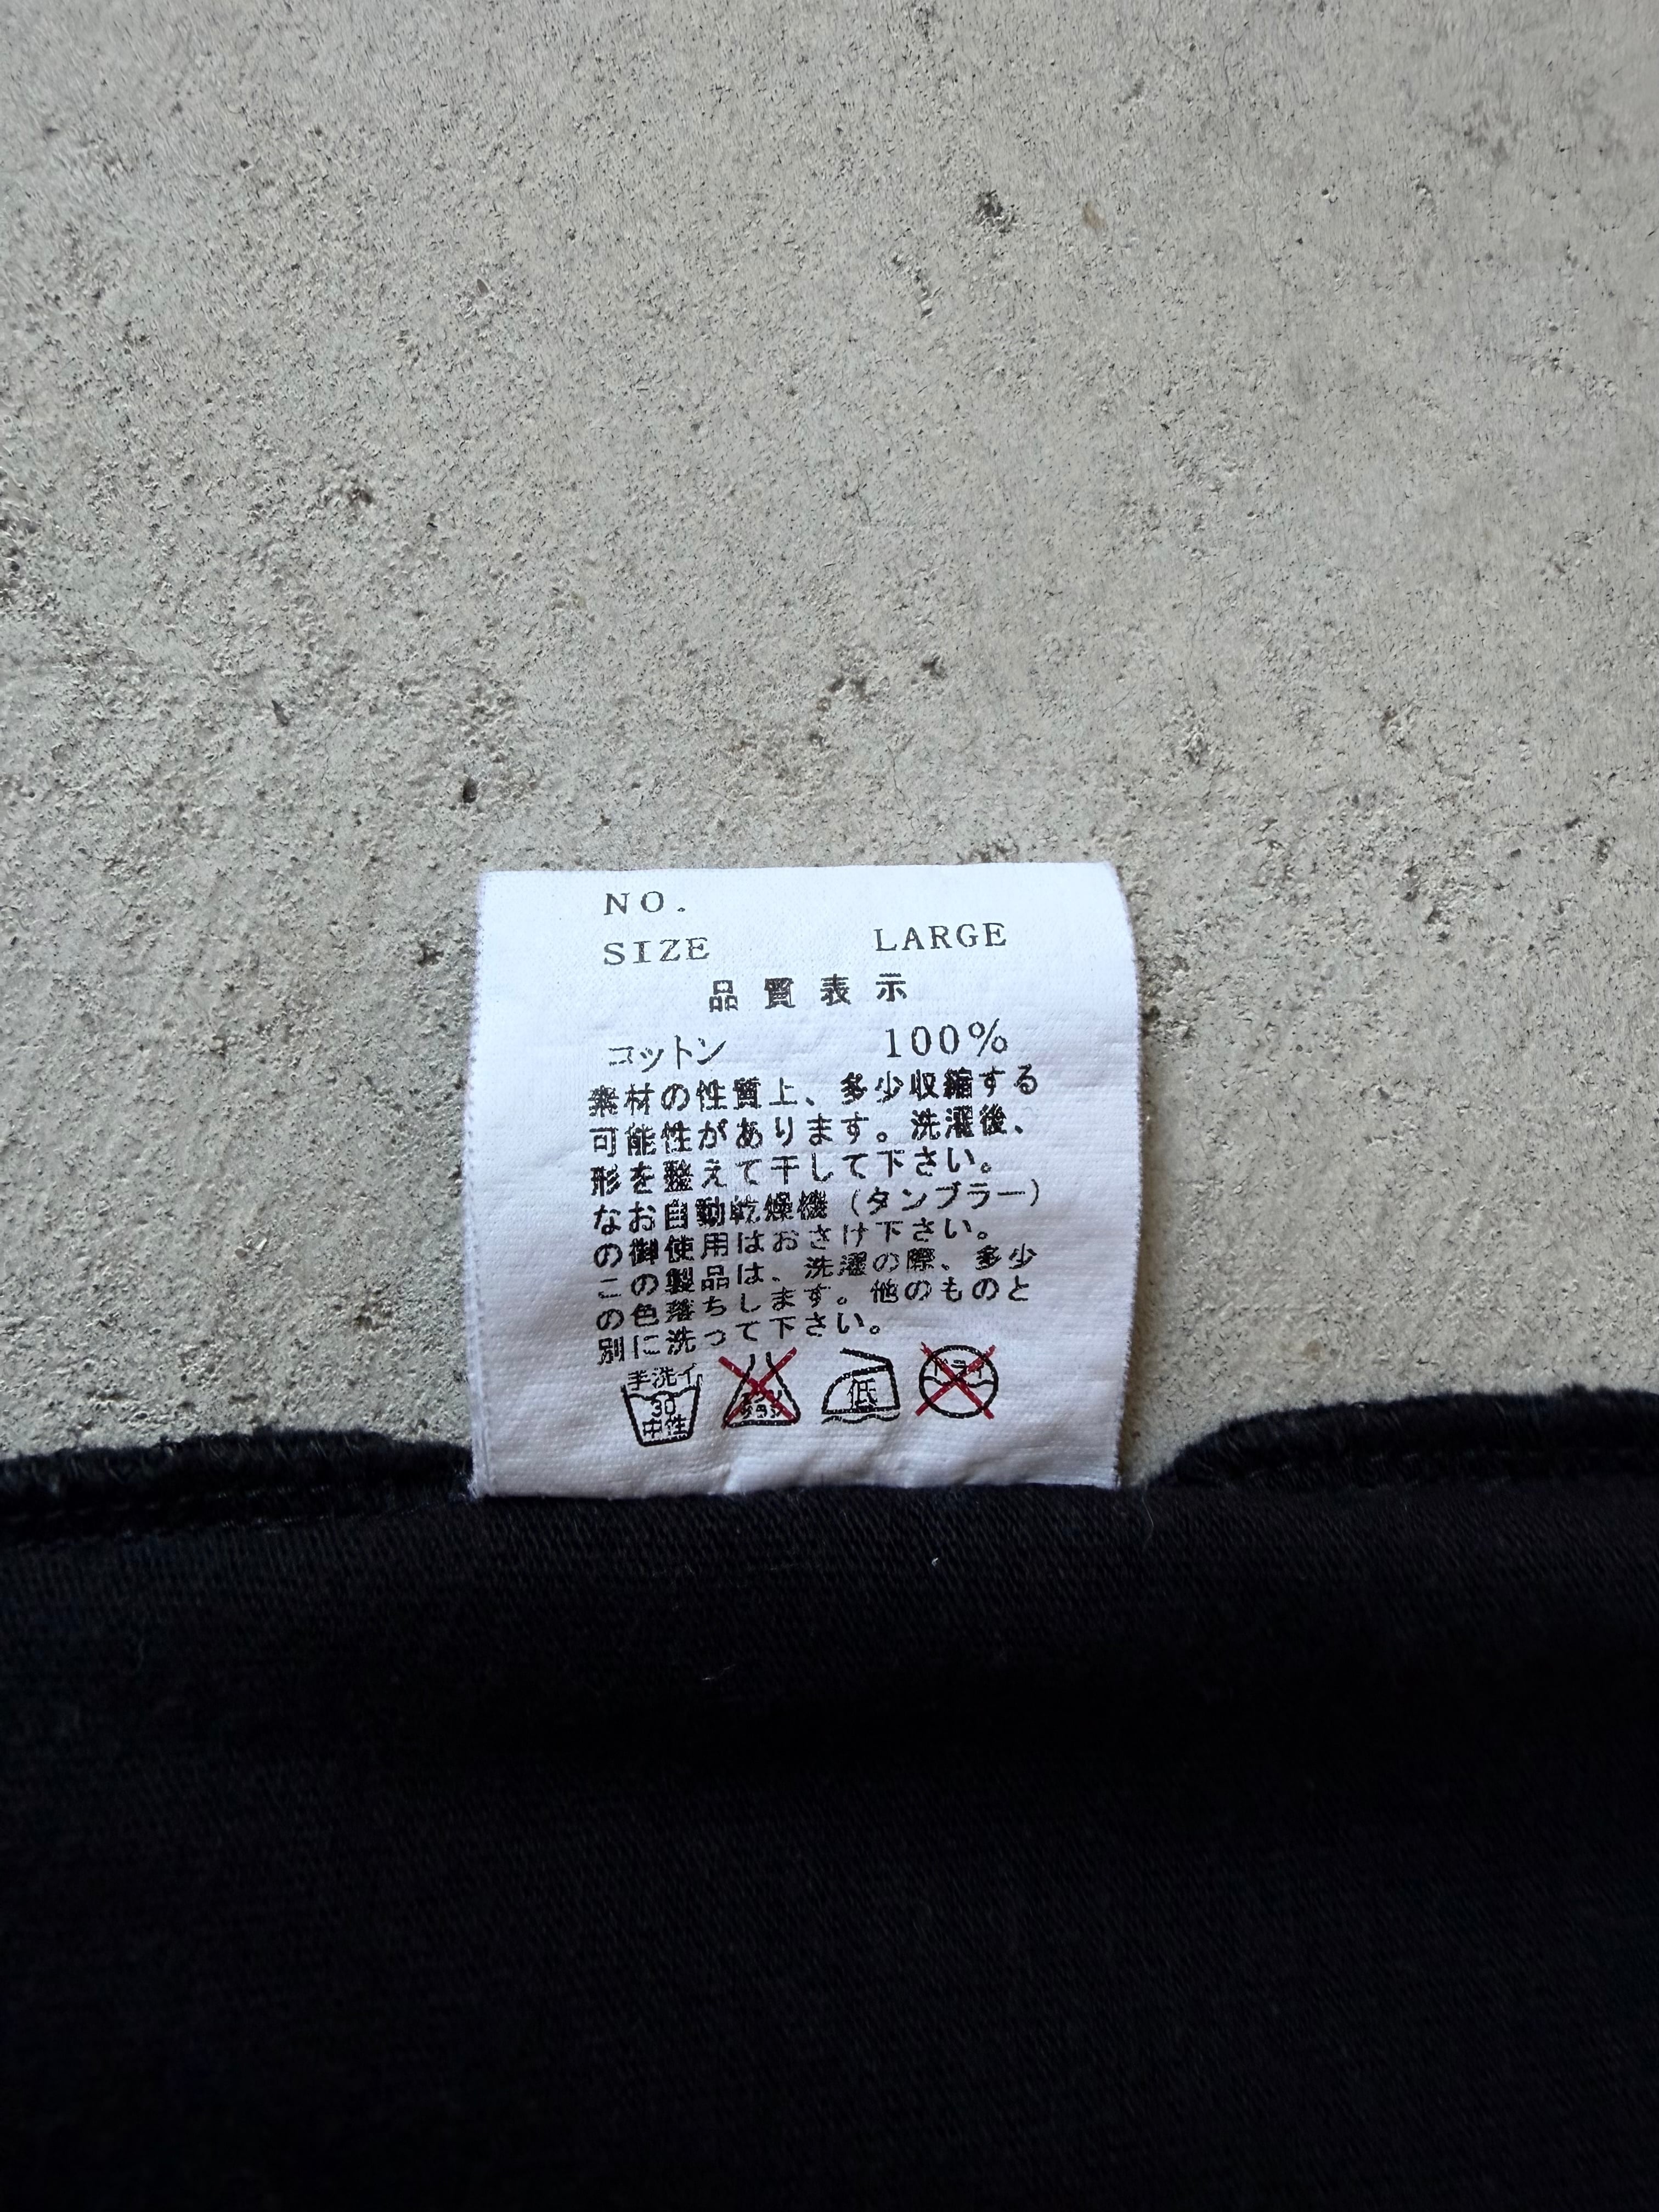 NO.
SIZE LARGE
品質表示
コットン 100%
素材の性質上、多少収縮する
可能性があります。洗濯後、
形を整えて干して下さい。
なお自動乾燥機(タンブラー)
の御使用はおさけ下さい。
この製品は、洗濯の際、多少
の色落ちします。他のものと
別に洗って下さい。
手洗イ
30
中性
低
ドライ